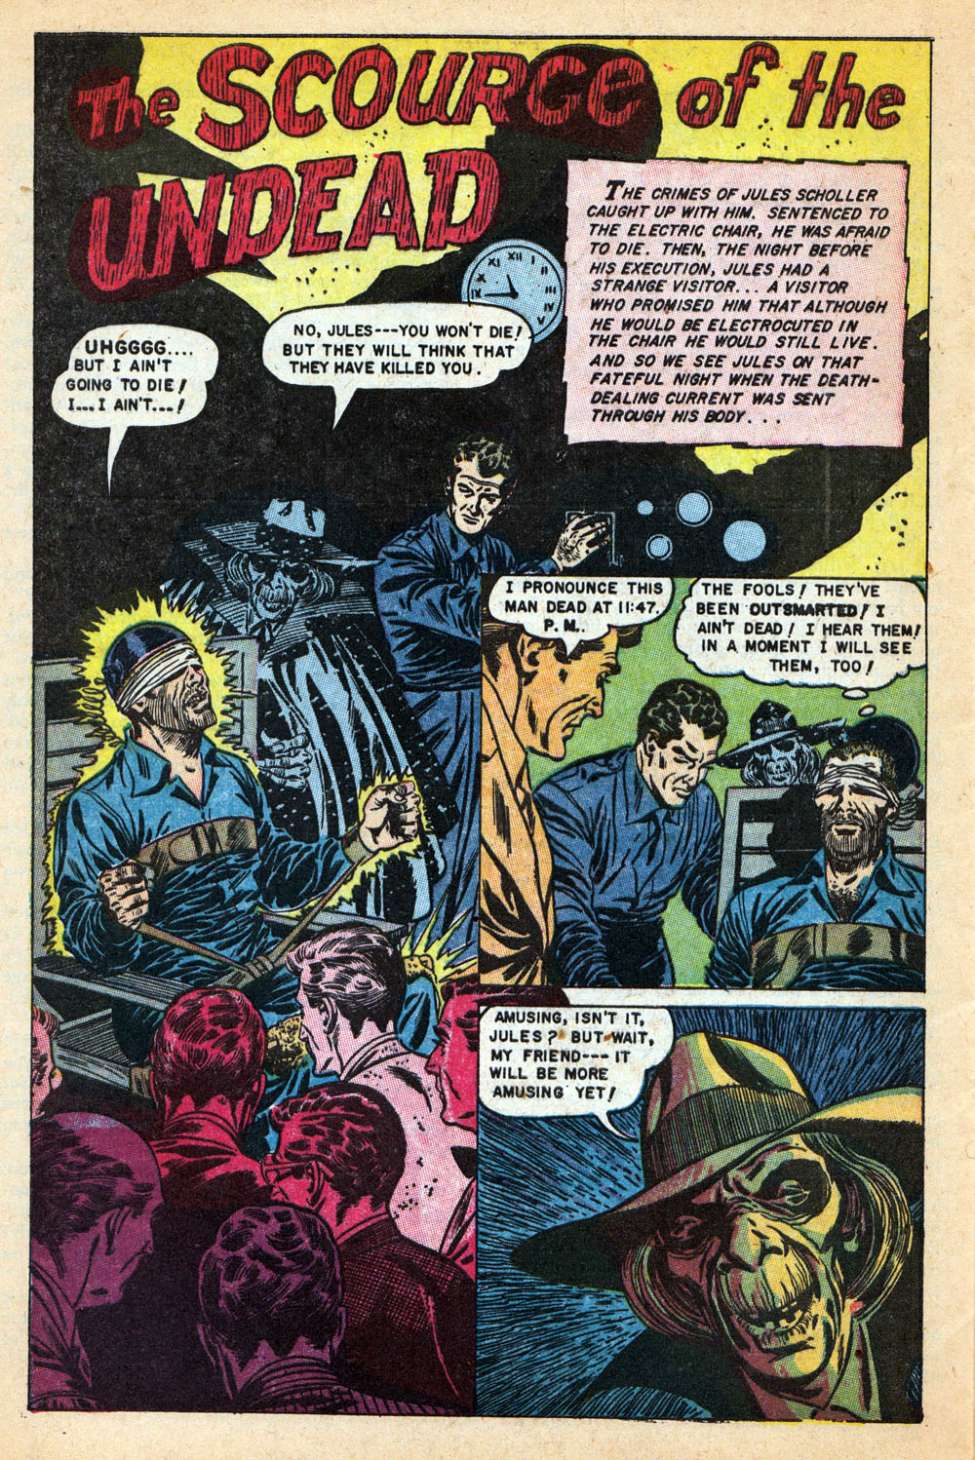 The SCOURGE of the
UNDEAD
THE CRIMES OF JULES SCHOLLER
CAUGHT UP WITH HIM. SENTENCED TO
THE ELECTRIC CHAIR, HE WAS AFRAID
TO DIE. THEN, THE NIGHT BEFORE
HIS EXECUTION, JULES HAD A
STRANGE VISITOR... A VISITOR
WHO PROMISED HIM THAT ALTHOUGH
HE WOULD BE ELECTROCUTED IN
THE CHAIR HE WOULD STILL LIVE.
AND SO WE SEE JULES ON THAT
FATEFUL NIGHT WHEN THE DEATH-
DEALING CURRENT WAS SENT
THROUGH HIS BODY...
XI XII I
X II
IX III
IV
V
UHGGGG....
BUT I AIN'T
GOING TO DIE!
I...I AIN'T...!
NO, JULES---YOU WON'T DIE!
BUT THEY WILL THINK THAT
THEY HAVE KILLED YOU.
I PRONOUNCE THIS
MAN DEAD AT 11:47.
P.M..
THE FOOLS! THEY'VE
BEEN OUTSMARTED! I
AIN'T DEAD! I HEAR THEM!
IN A MOMENT I WILL SEE
THEM, TOO!
AMUSING, ISN'T IT,
JULES? BUT WAIT,
MY FRIEND---IT
WILL BE MORE
AMUSING YET!